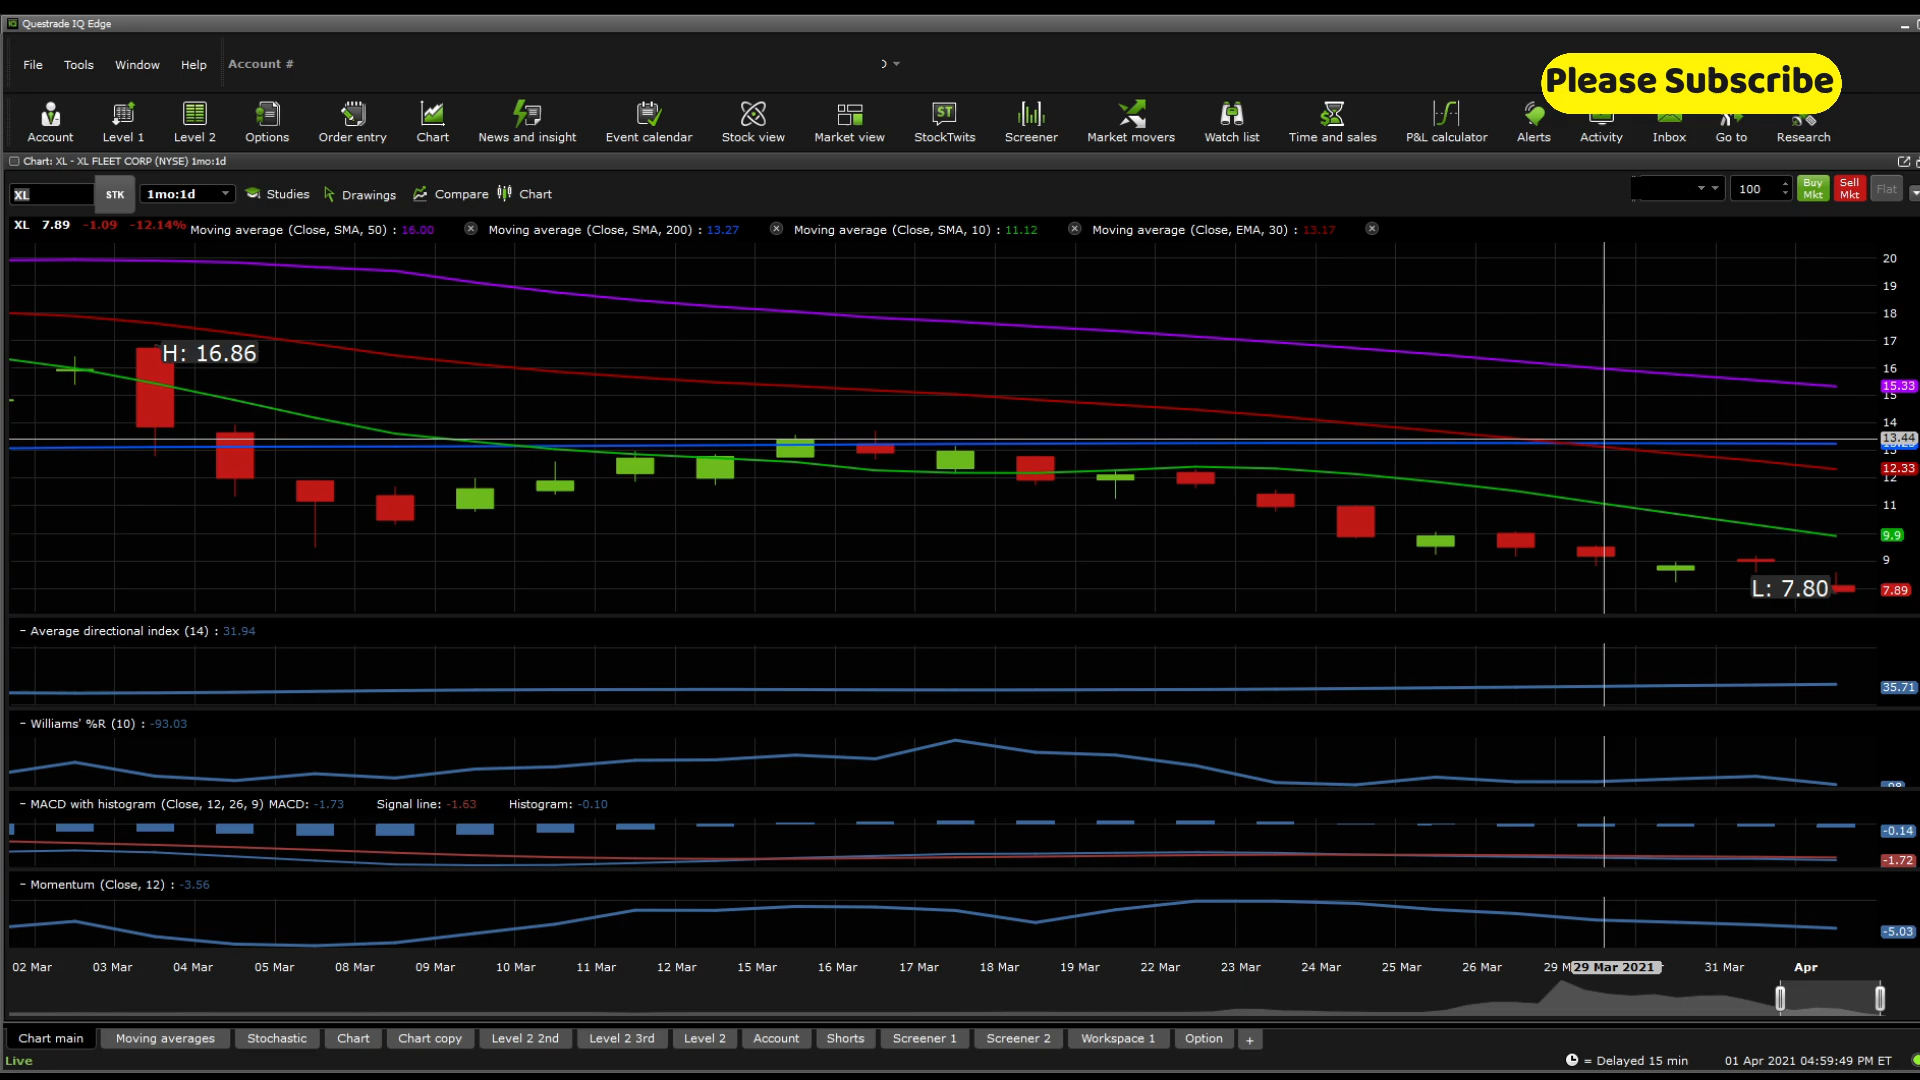 Questrade IQ Edge
File Tools Window Help Account #
Please Subscribe
Account Level 1 Level 2 Options Order entry Chart News and insight Event calendar Stock view Market view StockTwits Screener Market movers Watch list Time and sales P&L calculator Alerts Activity Inbox Go to Research
Chart: XL - XL FLEET CORP (NYSE) 1mo:1d
XL STK 1mo:1d Studies Drawings Compare Chart 100 Buy Mkt Sell Mkt Flat
XL 7.89 -1.09 -12.14% Moving average (Close, SMA, 50) : 16.00 Moving average (Close, SMA, 200) : 13.27 Moving average (Close, SMA, 10) : 11.12 Moving average (Close, EMA, 30) : 13.17
20
19
18
17
H: 16.86
16
15.33
15
14
13.44
13
12.33
12
11
9.9
9
L: 7.80
7.89
- Average directional index (14) : 31.94
35.71
- Williams' %R (10) : -93.03
- MACD with histogram (Close, 12, 26, 9) MACD: -1.73 Signal line: -1.63 Histogram: -0.10
-0.14
-1.72
- Momentum (Close, 12) : -3.56
-5.03
02 Mar 03 Mar 04 Mar 05 Mar 08 Mar 09 Mar 10 Mar 11 Mar 12 Mar 15 Mar 16 Mar 17 Mar 18 Mar 19 Mar 22 Mar 23 Mar 24 Mar 25 Mar 26 Mar 29 M 29 Mar 2021 31 Mar Apr
Chart main Moving averages Stochastic Chart Chart copy Level 2 2nd Level 2 3rd Level 2 Account Shorts Screener 1 Screener 2 Workspace 1 Option +
Live = Delayed 15 min 01 Apr 2021 04:59:49 PM ET